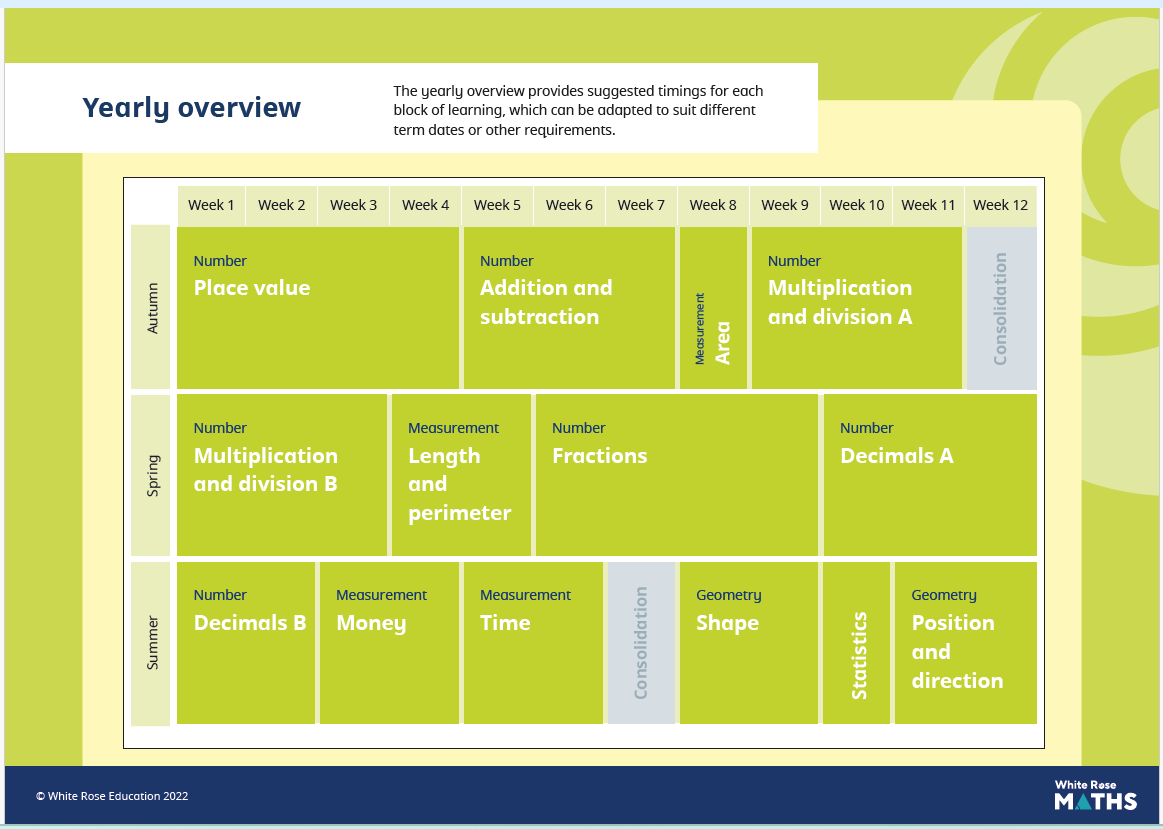 Yearly overview
The yearly overview provides suggested timings for each
block of learning, which can be adapted to suit different
term dates or other requirements.
Week 1 Week 2 Week 3 Week 4 Week 5 Week 6 Week 7 Week 8 Week 9 Week 10 Week 11 Week 12
Autumn
Number
Place value
Number
Addition and
subtraction
Measurement
Area
Number
Multiplication
and division A
Consolidation
Spring
Number
Multiplication
and division B
Measurement
Length
and
perimeter
Number
Fractions
Number
Decimals A
Summer
Number
Decimals B
Measurement
Money
Measurement
Time
Consolidation
Geometry
Shape
Statistics
Geometry
Position
and
direction
© White Rose Education 2022
White Rose
MATHS